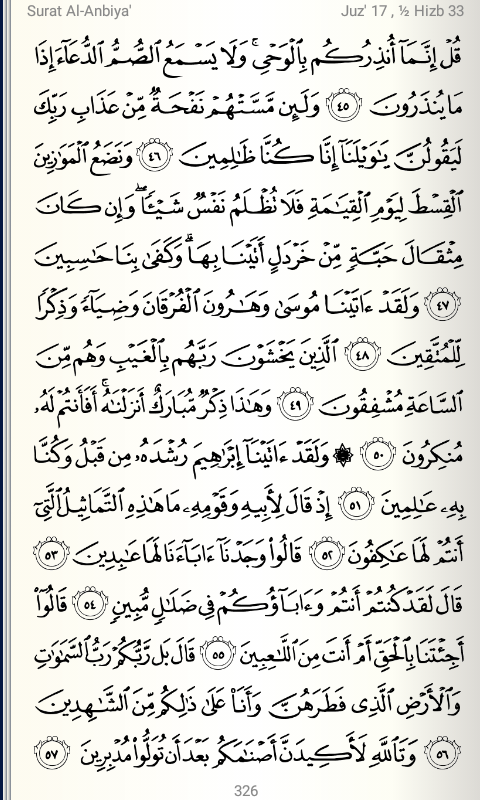 Surat Al-Anbiya' Juz' 17 , ½ Hizb 33
قُلْ إِنَّمَآ أُنذِرُكُم بِٱلْوَحْىِ ۚ وَلَا يَسْمَعُ ٱلصُّمُّ ٱلدُّعَآءَ إِذَا
مَا يُنذَرُونَ ٤٥ وَلَئِن مَّسَّتْهُمْ نَفْحَةٌ مِّنْ عَذَابِ رَبِّكَ
لَيَقُولُنَّ يَـٰوَيْلَنَآ إِنَّا كُنَّا ظَـٰلِمِينَ ٤٦ وَنَضَعُ ٱلْمَوَٰزِينَ
ٱلْقِسْطَ لِيَوْمِ ٱلْقِيَـٰمَةِ فَلَا تُظْلَمُ نَفْسٌ شَيْـًٔا ۖ وَإِن كَانَ
مِثْقَالَ حَبَّةٍ مِّنْ خَرْدَلٍ أَتَيْنَا بِهَا ۗ وَكَفَىٰ بِنَا حَـٰسِبِينَ
٤٧ وَلَقَدْ ءَاتَيْنَا مُوسَىٰ وَهَـٰرُونَ ٱلْفُرْقَانَ وَضِيَآءً وَذِكْرًا
لِّلْمُتَّقِينَ ٤٨ ٱلَّذِينَ يَخْشَوْنَ رَبَّهُم بِٱلْغَيْبِ وَهُم مِّنَ
ٱلسَّاعَةِ مُشْفِقُونَ ٤٩ وَهَـٰذَا ذِكْرٌ مُّبَارَكٌ أَنزَلْنَـٰهُ ۚ أَفَأَنتُمْ لَهُۥ
مُنكِرُونَ ٥٠ ۞ وَلَقَدْ ءَاتَيْنَآ إِبْرَٰهِيمَ رُشْدَهُۥ مِن قَبْلُ وَكُنَّا
بِهِۦ عَـٰلِمِينَ ٥١ إِذْ قَالَ لِأَبِيهِ وَقَوْمِهِۦ مَا هَـٰذِهِ ٱلتَّمَاثِيلُ ٱلَّتِىٓ
أَنتُمْ لَهَا عَـٰكِفُونَ ٥٢ قَالُوا۟ وَجَدْنَآ ءَابَآءَنَا لَهَا عَـٰبِدِينَ ٥٣
قَالَ لَقَدْ كُنتُمْ أَنتُمْ وَءَابَآؤُكُمْ فِى ضَلَـٰلٍ مُّبِينٍ ٥٤ قَالُوٓا۟
أَجِئْتَنَا بِٱلْحَقِّ أَمْ أَنتَ مِنَ ٱللَّـٰعِبِينَ ٥٥ قَالَ بَل رَّبُّكُمْ رَبُّ ٱلسَّمَـٰوَٰتِ
وَٱلْأَرْضِ ٱلَّذِى فَطَرَهُنَّ وَأَنَا۠ عَلَىٰ ذَٰلِكُم مِّنَ ٱلشَّـٰهِدِينَ
٥٦ وَتَٱللَّهِ لَأَكِيدَنَّ أَصْنَـٰمَكُم بَعْدَ أَن تُوَلُّوا۟ مُدْبِرِينَ ٥٧
326